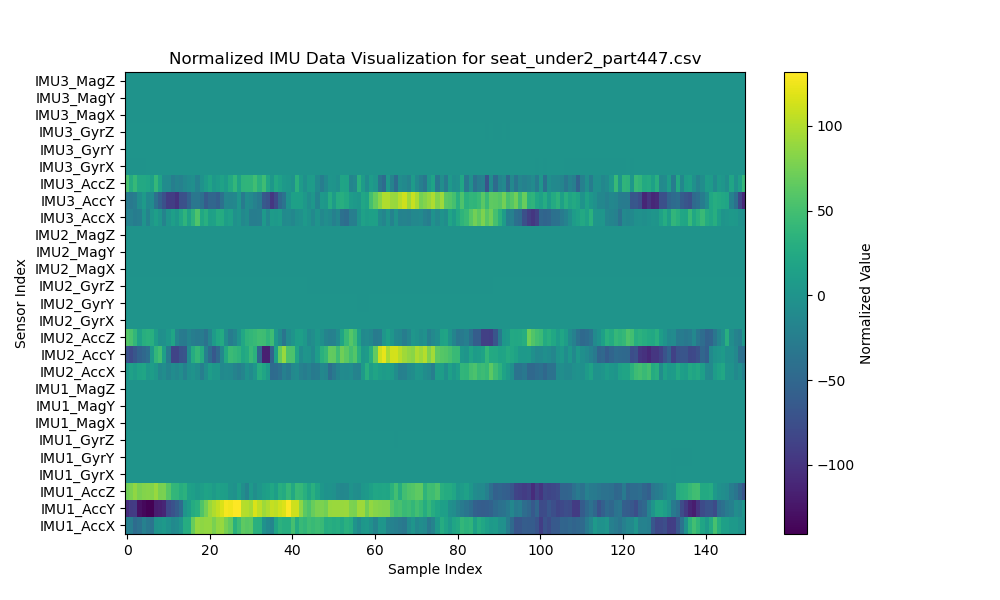 Normalized IMU Data Visualization for seat_under2_part447.csv
IMU3_MagZ
IMU3_MagY
IMU3_MagX
IMU3_GyrZ
IMU3_GyrY
IMU3_GyrX
IMU3_AccZ
IMU3_AccY
IMU3_AccX
IMU2_MagZ
IMU2_MagY
IMU2_MagX
IMU2_GyrZ
IMU2_GyrY
IMU2_GyrX
IMU2_AccZ
IMU2_AccY
IMU2_AccX
IMU1_MagZ
IMU1_MagY
IMU1_MagX
IMU1_GyrZ
IMU1_GyrY
IMU1_GyrX
IMU1_AccZ
IMU1_AccY
IMU1_AccX
Sensor Index
0 20 40 60 80 100 120 140
Sample Index
100
50
0
−50
−100
Normalized Value